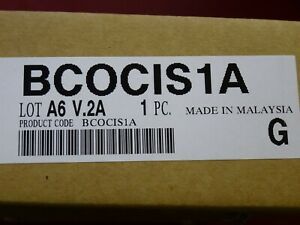 BCOCIS1A
LOT A6 V.2A 1 PC. MADE IN MALAYSIA
PRODUCT CODE BCOCIS1A
G